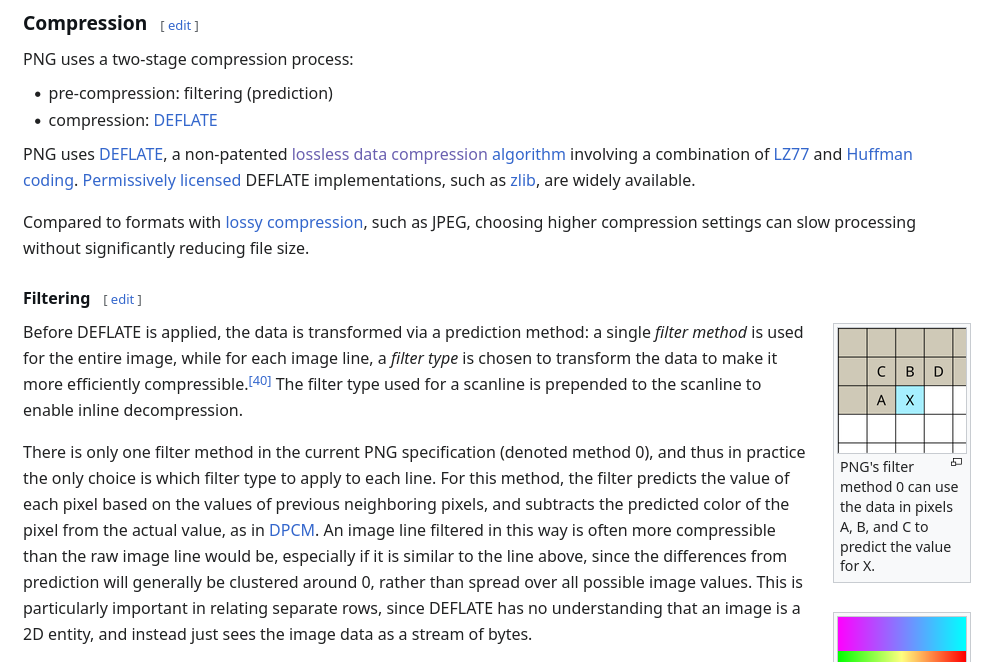 Compression [ edit ]
PNG uses a two-stage compression process:
• pre-compression: filtering (prediction)
• compression: DEFLATE
PNG uses DEFLATE, a non-patented lossless data compression algorithm involving a combination of LZ77 and Huffman
coding. Permissively licensed DEFLATE implementations, such as zlib, are widely available.
Compared to formats with lossy compression, such as JPEG, choosing higher compression settings can slow processing
without significantly reducing file size.
Filtering [ edit ]
Before DEFLATE is applied, the data is transformed via a prediction method: a single filter method is used
for the entire image, while for each image line, a filter type is chosen to transform the data to make it
more efficiently compressible.[40] The filter type used for a scanline is prepended to the scanline to
enable inline decompression.
There is only one filter method in the current PNG specification (denoted method 0), and thus in practice
the only choice is which filter type to apply to each line. For this method, the filter predicts the value of
each pixel based on the values of previous neighboring pixels, and subtracts the predicted color of the
pixel from the actual value, as in DPCM. An image line filtered in this way is often more compressible
than the raw image line would be, especially if it is similar to the line above, since the differences from
prediction will generally be clustered around 0, rather than spread over all possible image values. This is
particularly important in relating separate rows, since DEFLATE has no understanding that an image is a
2D entity, and instead just sees the image data as a stream of bytes.
C B D
A X
PNG's filter
method 0 can use
the data in pixels
A, B, and C to
predict the value
for X.